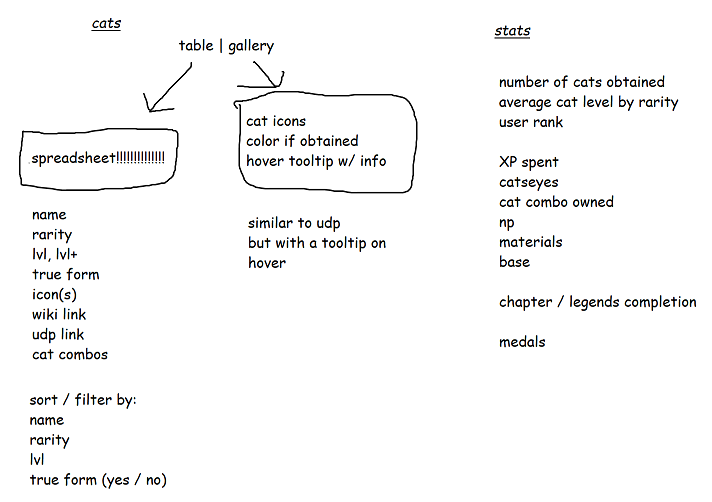 cats
table | gallery
spreadsheet!!!!!!!!!!!!!!
name
rarity
lvl, lvl+
true form
icon(s)
wiki link
udp link
cat combos
sort / filter by:
name
rarity
lvl
true form (yes / no)
cat icons
color if obtained
hover tooltip w/ info
similar to udp
but with a tooltip on
hover
stats
number of cats obtained
average cat level by rarity
user rank
XP spent
catseyes
cat combo owned
np
materials
base
chapter / legends completion
medals